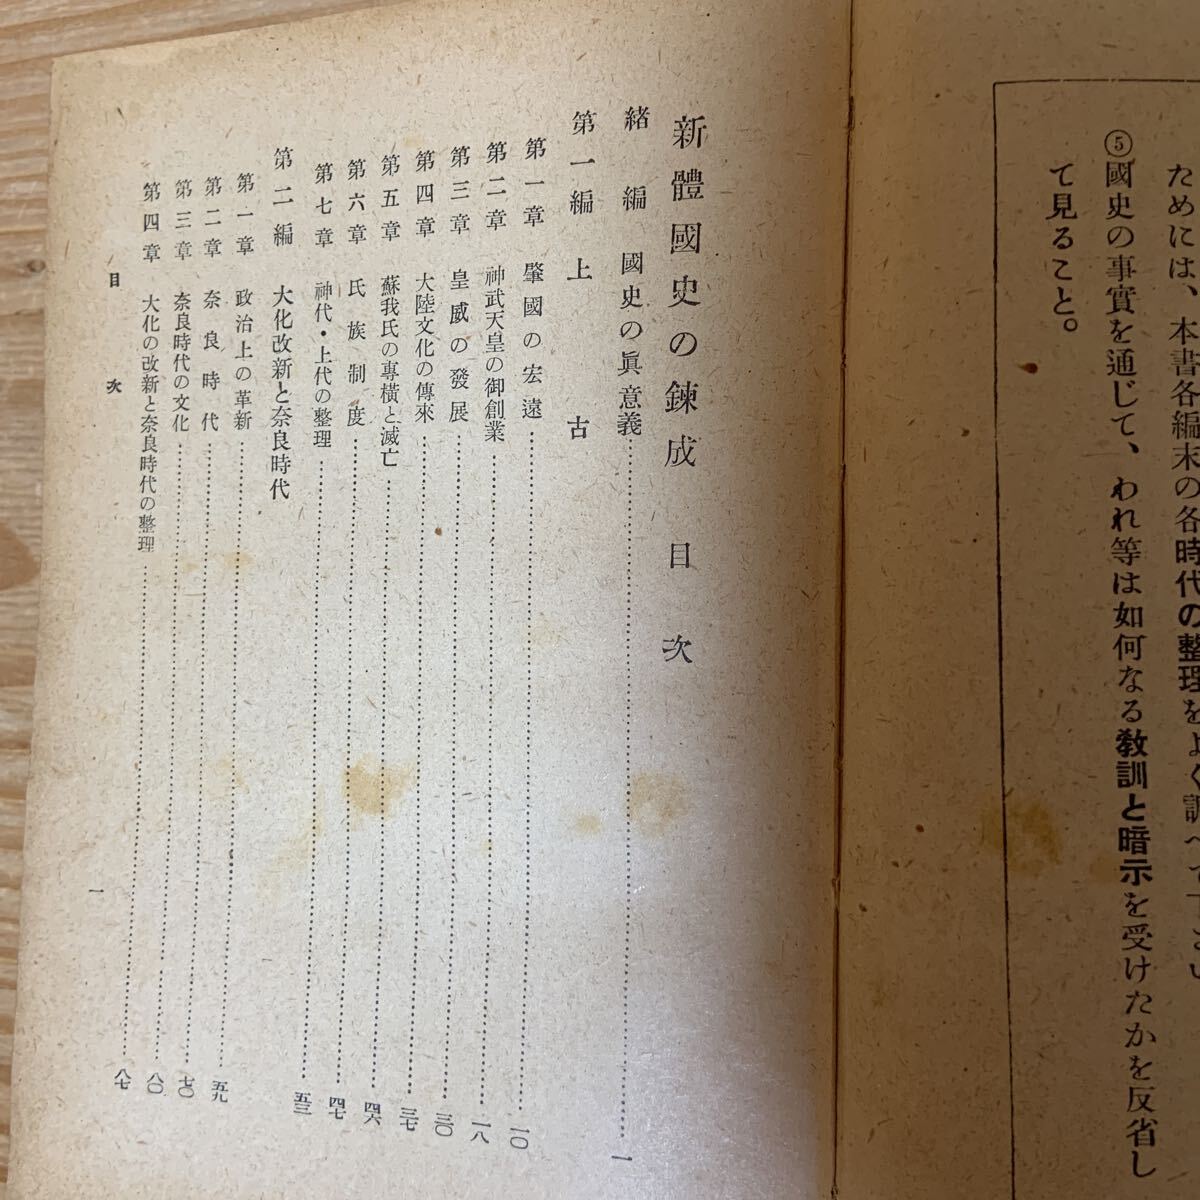 ためには、本書各編末の各時代の整理をよく調べて
⑤國史の事實を通じて、われ等は如何なる教訓と暗示を受けたかを反省し
て見ること。
新體國史の鍊成 目次
緒編 國史の眞意義……一
第一編 上古
第一章 肇國の宏遠……一〇
第二章 神武天皇の御創業……一八
第三章 皇威の發展……三〇
第四章 大陸文化の傳來……三七
第五章 蘇我氏の專橫と滅亡……四六
第六章 氏族制度……四七
第七章 神代・上代の整理……五三
第二編 大化改新と奈良時代
第一章 政治上の革新……五九
第二章 奈良時代……七〇
第三章 奈良時代の文化……八〇
第四章 大化の改新と奈良時代の整理……八七
目次 一